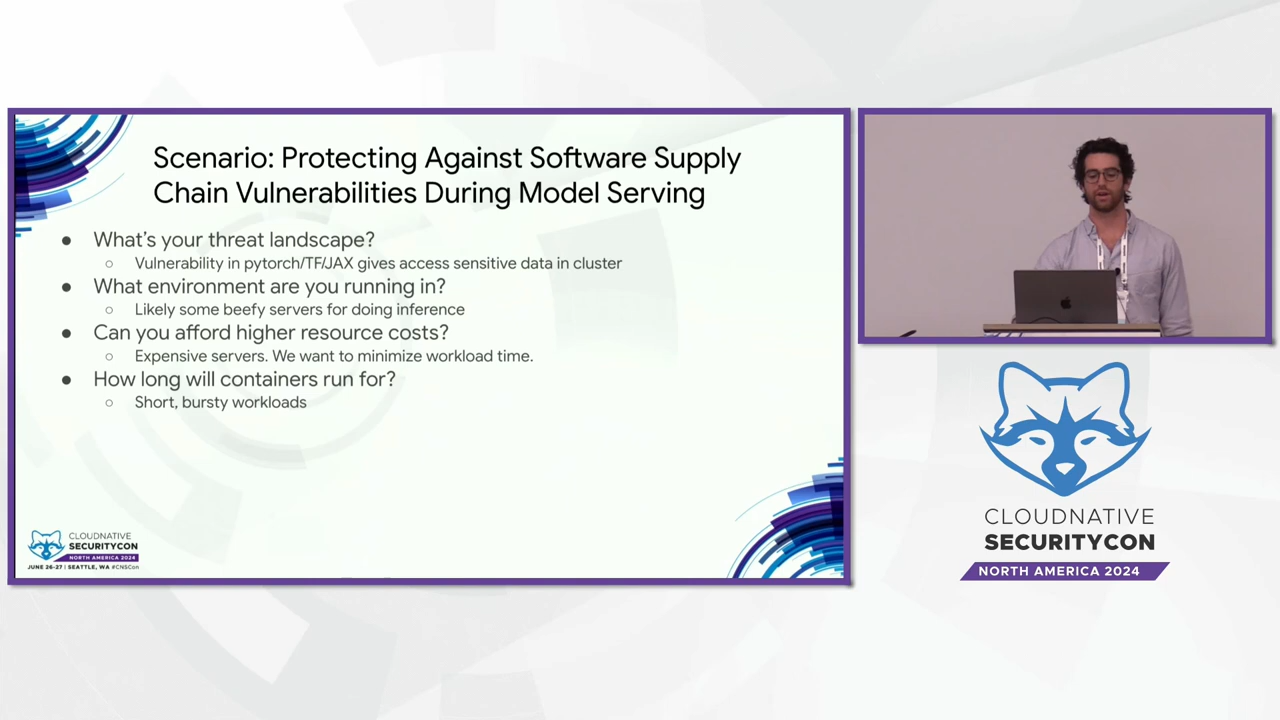 Scenario: Protecting Against Software Supply
Chain Vulnerabilities During Model Serving
● What's your threat landscape?
○ Vulnerability in pytorch/TF/JAX gives access sensitive data in cluster
● What environment are you running in?
○ Likely some beefy servers for doing inference
● Can you afford higher resource costs?
○ Expensive servers. We want to minimize workload time.
● How long will containers run for?
○ Short, bursty workloads
CLOUDNATIVE
SECURITYCON
NORTH AMERICA 2024
JUNE 26-27 | SEATTLE, WA #CNSCon
CLOUDNATIVE
SECURITYCON
NORTH AMERICA 2024